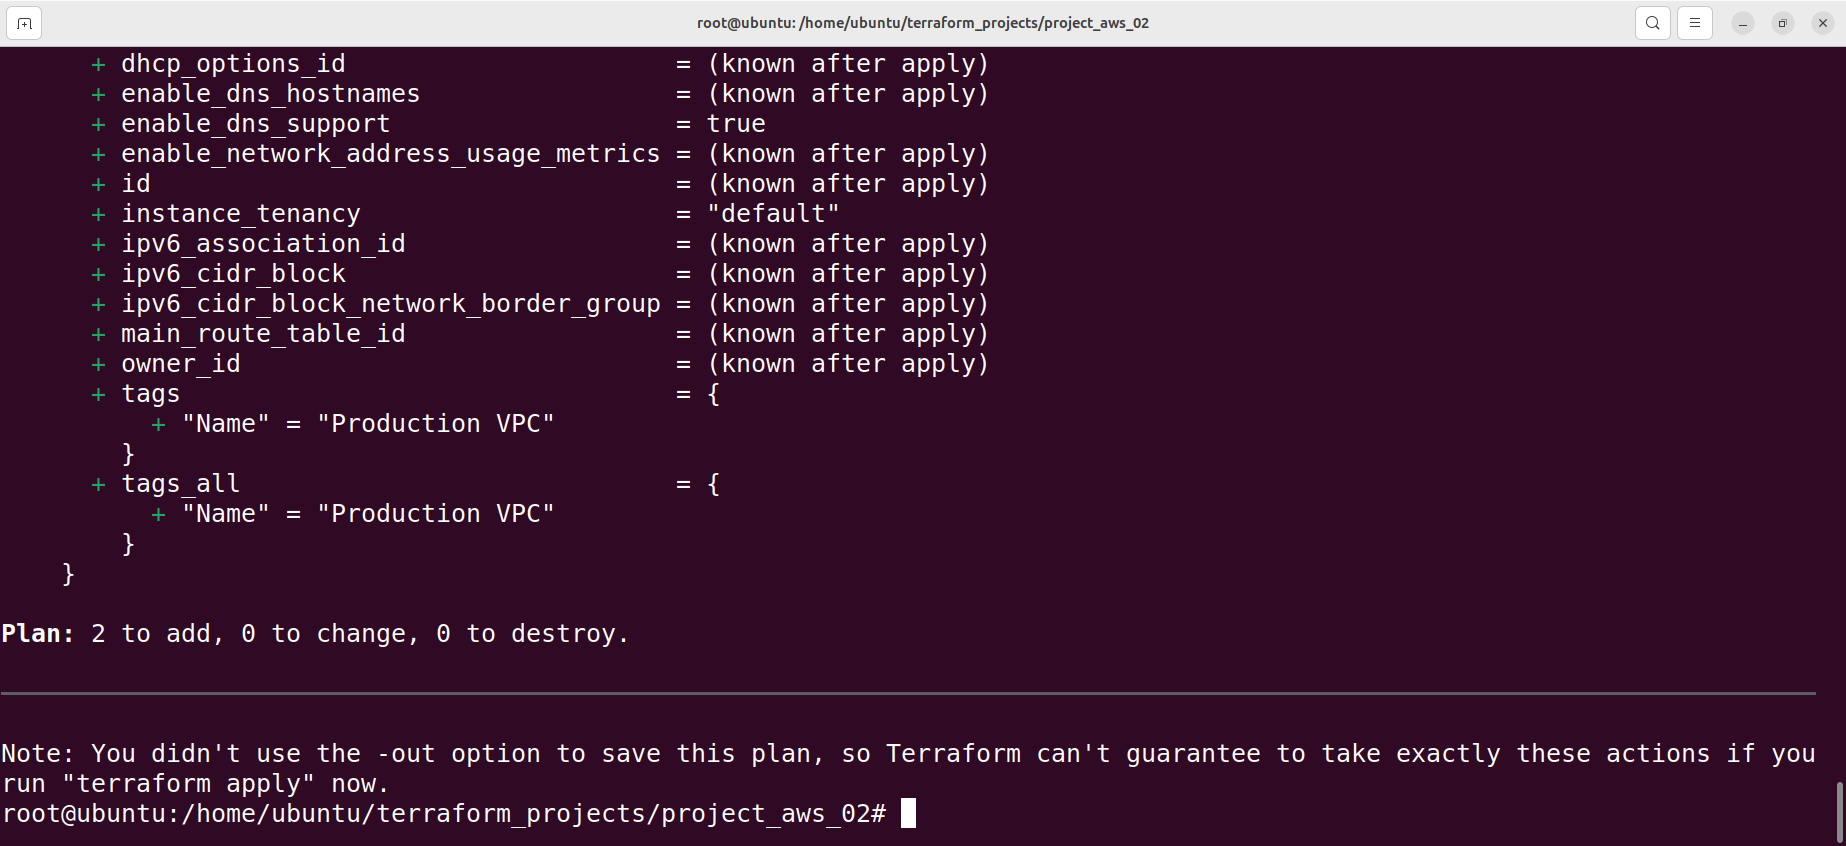 root@ubuntu: /home/ubuntu/terraform_projects/project_aws_02
+ dhcp_options_id = (known after apply)
+ enable_dns_hostnames = (known after apply)
+ enable_dns_support = true
+ enable_network_address_usage_metrics = (known after apply)
+ id = (known after apply)
+ instance_tenancy = "default"
+ ipv6_association_id = (known after apply)
+ ipv6_cidr_block = (known after apply)
+ ipv6_cidr_block_network_border_group = (known after apply)
+ main_route_table_id = (known after apply)
+ owner_id = (known after apply)
+ tags = {
+ "Name" = "Production VPC"
}
+ tags_all = {
+ "Name" = "Production VPC"
}
}
Plan: 2 to add, 0 to change, 0 to destroy.
Note: You didn't use the -out option to save this plan, so Terraform can't guarantee to take exactly these actions if you
run "terraform apply" now.
root@ubuntu:/home/ubuntu/terraform_projects/project_aws_02#